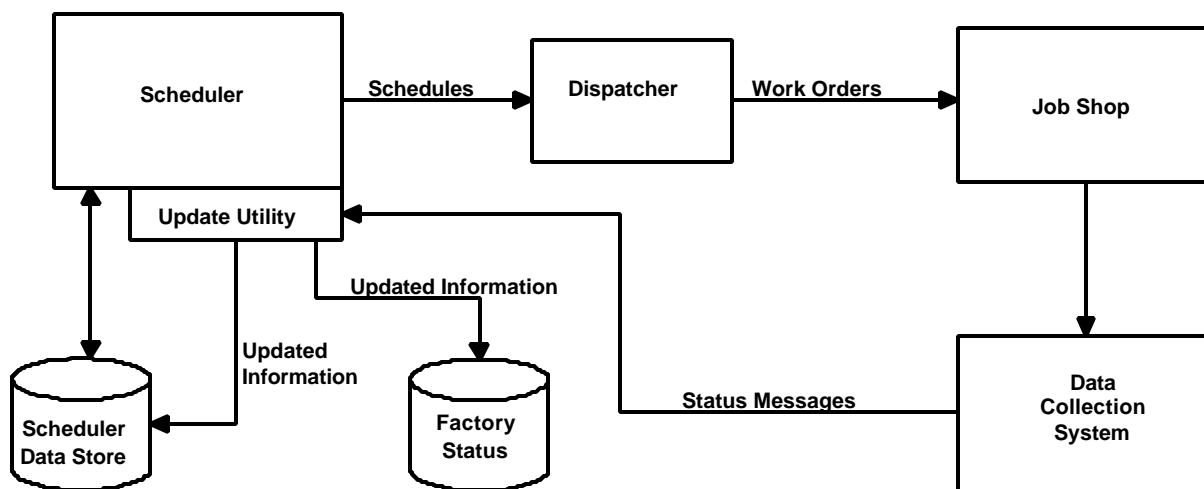 Scheduler
Schedules
Dispatcher
Work Orders
Job Shop
Update Utility
Updated Information
Updated
Information
Scheduler
Data Store
Factory
Status
Status Messages
Data
Collection
System